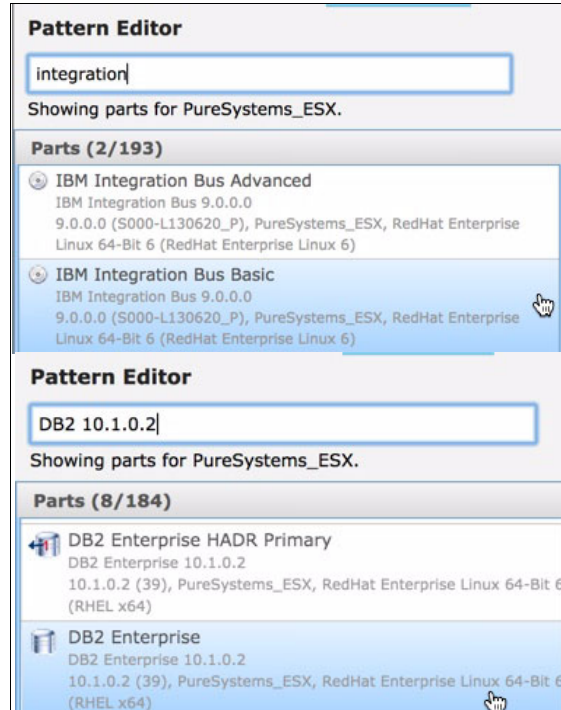 Pattern Editor
integration
Showing parts for PureSystems_ESX.
Parts (2/193)
IBM Integration Bus Advanced
IBM Integration Bus 9.0.0.0
9.0.0.0 (S000-L130620_P), PureSystems_ESX, RedHat Enterprise
Linux 64-Bit 6 (RedHat Enterprise Linux 6)
IBM Integration Bus Basic
IBM Integration Bus 9.0.0.0
9.0.0.0 (S000-L130620_P), PureSystems_ESX, RedHat Enterprise
Linux 64-Bit 6 (RedHat Enterprise Linux 6)
Pattern Editor
DB2 10.1.0.2
Showing parts for PureSystems_ESX.
Parts (8/184)
DB2 Enterprise HADR Primary
DB2 Enterprise 10.1.0.2
10.1.0.2 (39), PureSystems_ESX, RedHat Enterprise Linux 64-Bit 6
(RHEL x64)
DB2 Enterprise
DB2 Enterprise 10.1.0.2
10.1.0.2 (39), PureSystems_ESX, RedHat Enterprise Linux 64-Bit 6
(RHEL x64)